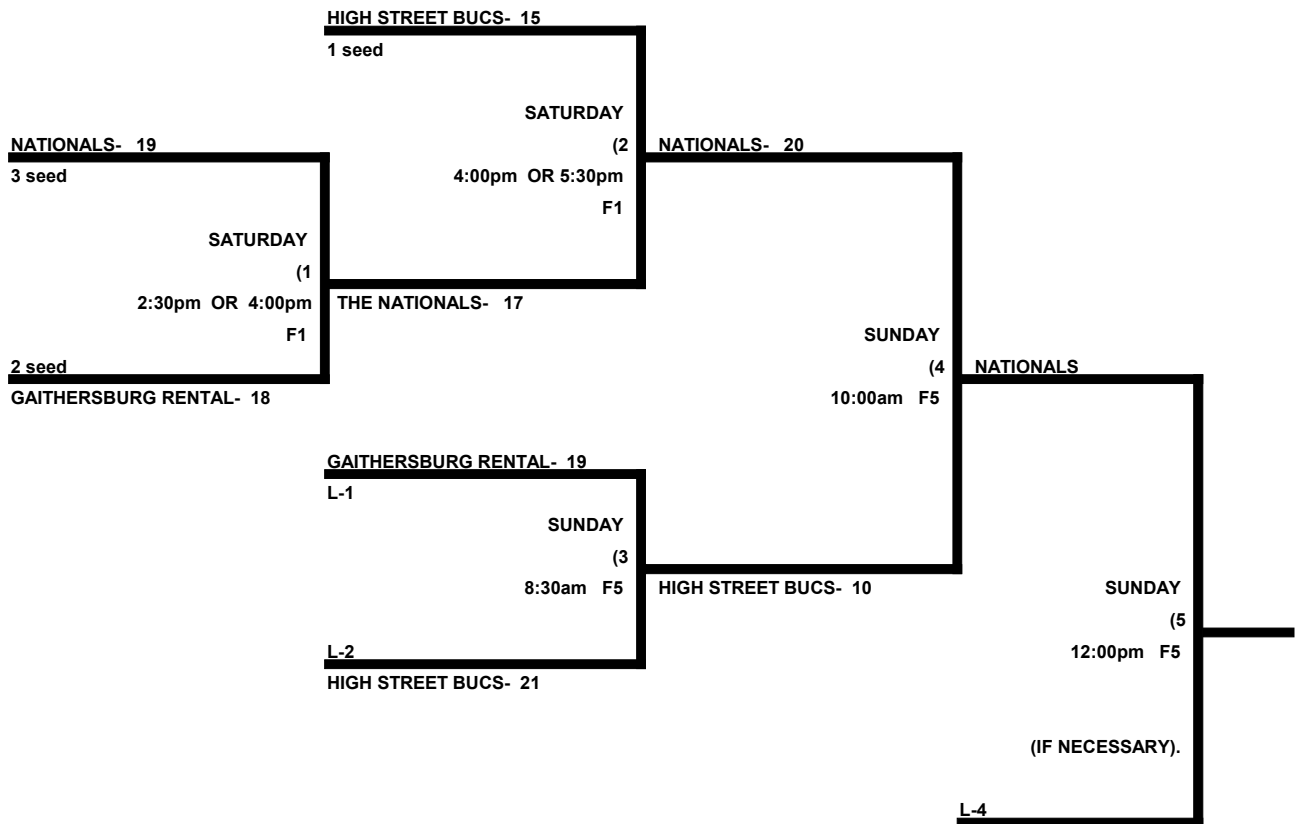 HIGH STREET BUCS- 15
1 seed
SATURDAY
(2
4:00pm OR 5:30pm
F1
NATIONALS- 19
3 seed
NATIONALS- 20
SATURDAY
(1
2:30pm OR 4:00pm
F1
THE NATIONALS- 17
2 seed
GAITHERSBURG RENTAL- 18
SUNDAY
(4
10:00am F5
NATIONALS
GAITHERSBURG RENTAL- 19
L-1
SUNDAY
(3
8:30am F5
HIGH STREET BUCS- 10
L-2
HIGH STREET BUCS- 21
SUNDAY
(5
12:00pm F5
(IF NECESSARY).
L-4